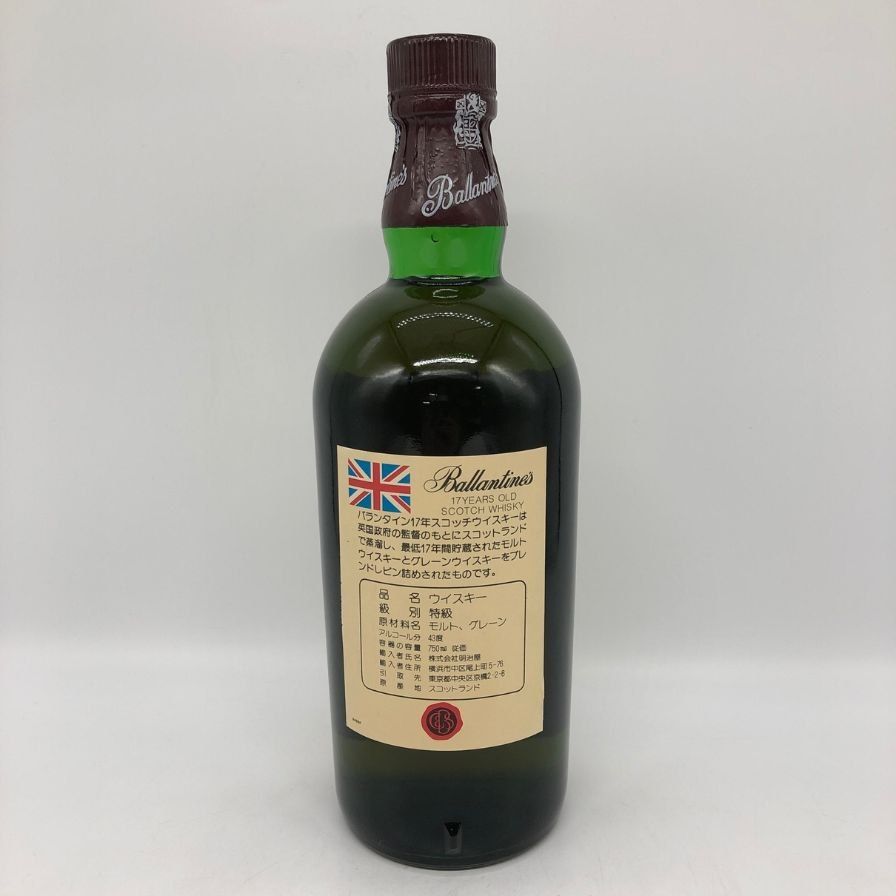 Ballantine's
Ballantine's
17 YEARS OLD
SCOTCH WHISKY
バランタイン17年スコッチウイスキーは
英国政府の監督のもとにスコットランド
で蒸溜し、最低17年間貯蔵されたモルト
ウイスキーとグレーンウイスキーをブレ
ンドしビン詰めされたものです。
品名 ウイスキー
級別 特級
原材料名 モルト、グレーン
アルコール分 43度
容器の容量 750ml 従価
輸入者氏名 株式会社明治屋
輸入者住所 横浜市中区尾上町5-76
引取先 東京都中央区京橋2-2-8
原産地 スコットランド